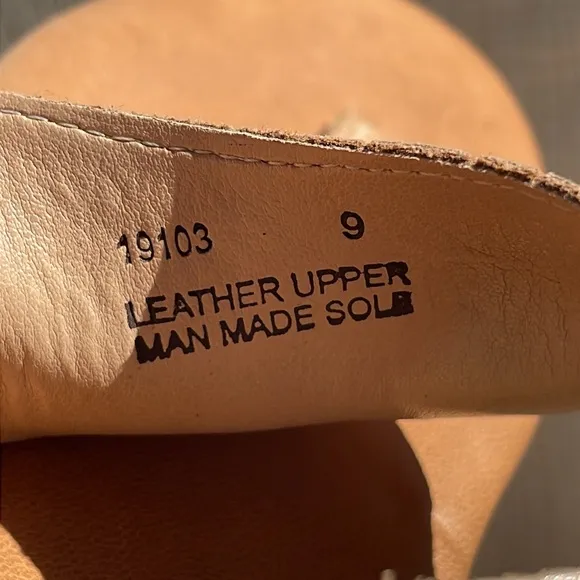 19103 9
LEATHER UPPER
MAN MADE SOLE